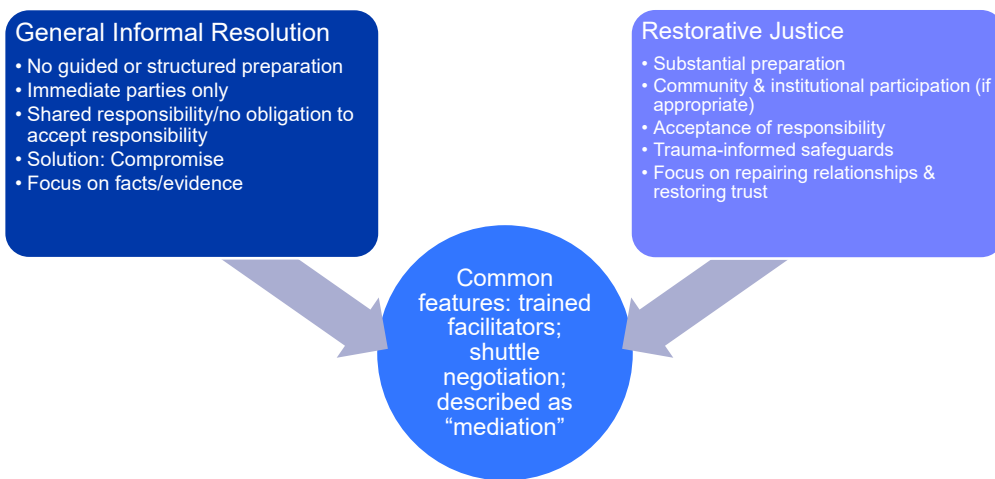 General Informal Resolution
• No guided or structured preparation
• Immediate parties only
• Shared responsibility/no obligation to
accept responsibility
• Solution: Compromise
• Focus on facts/evidence
Restorative Justice
• Substantial preparation
• Community & institutional participation (if
appropriate)
• Acceptance of responsibility
• Trauma-informed safeguards
• Focus on repairing relationships &
restoring trust
Common
features: trained
facilitators;
shuttle
negotiation;
described as
“mediation”